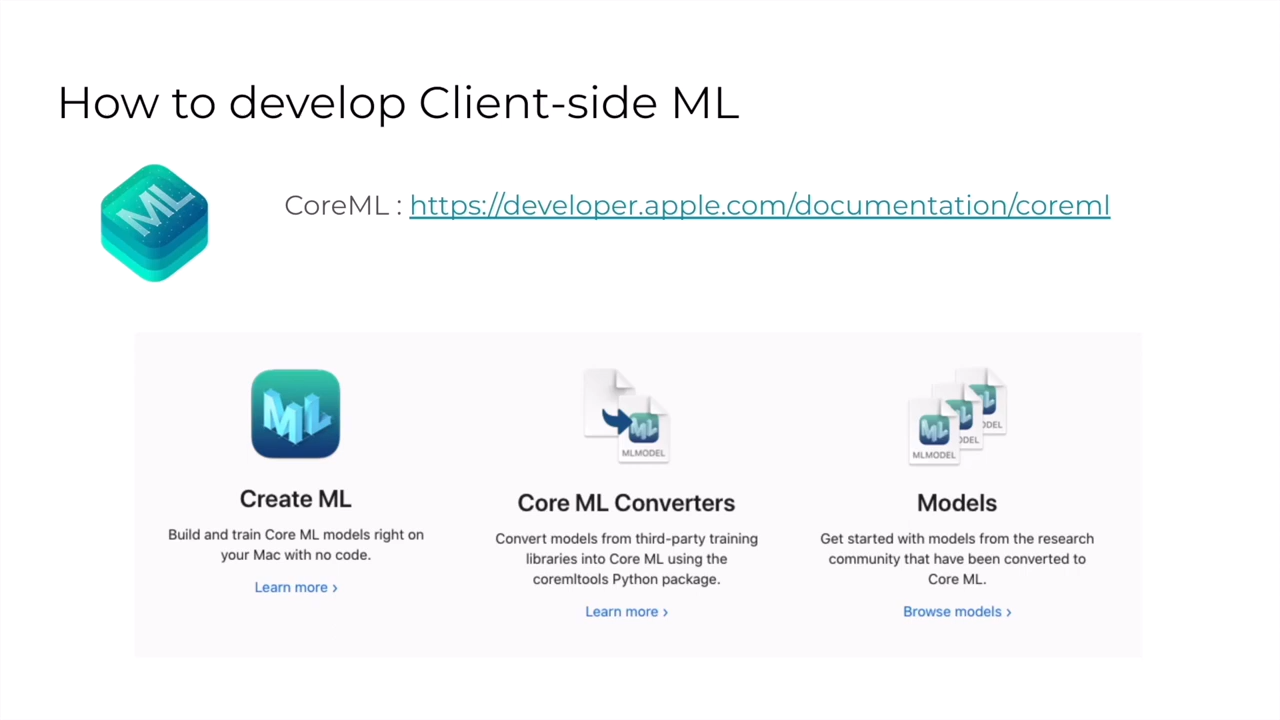 How to develop Client-side ML
ML
CoreML : https://developer.apple.com/documentation/coreml
ML
Create ML
Build and train Core ML models right on
your Mac with no code.
Learn more ›
ML
MLMODEL
Core ML Converters
Convert models from third-party training
libraries into Core ML using the
coremltools Python package.
Learn more ›
ML
MLMODEL
ODEL
DEL
Models
Get started with models from the research
community that have been converted to
Core ML.
Browse models ›